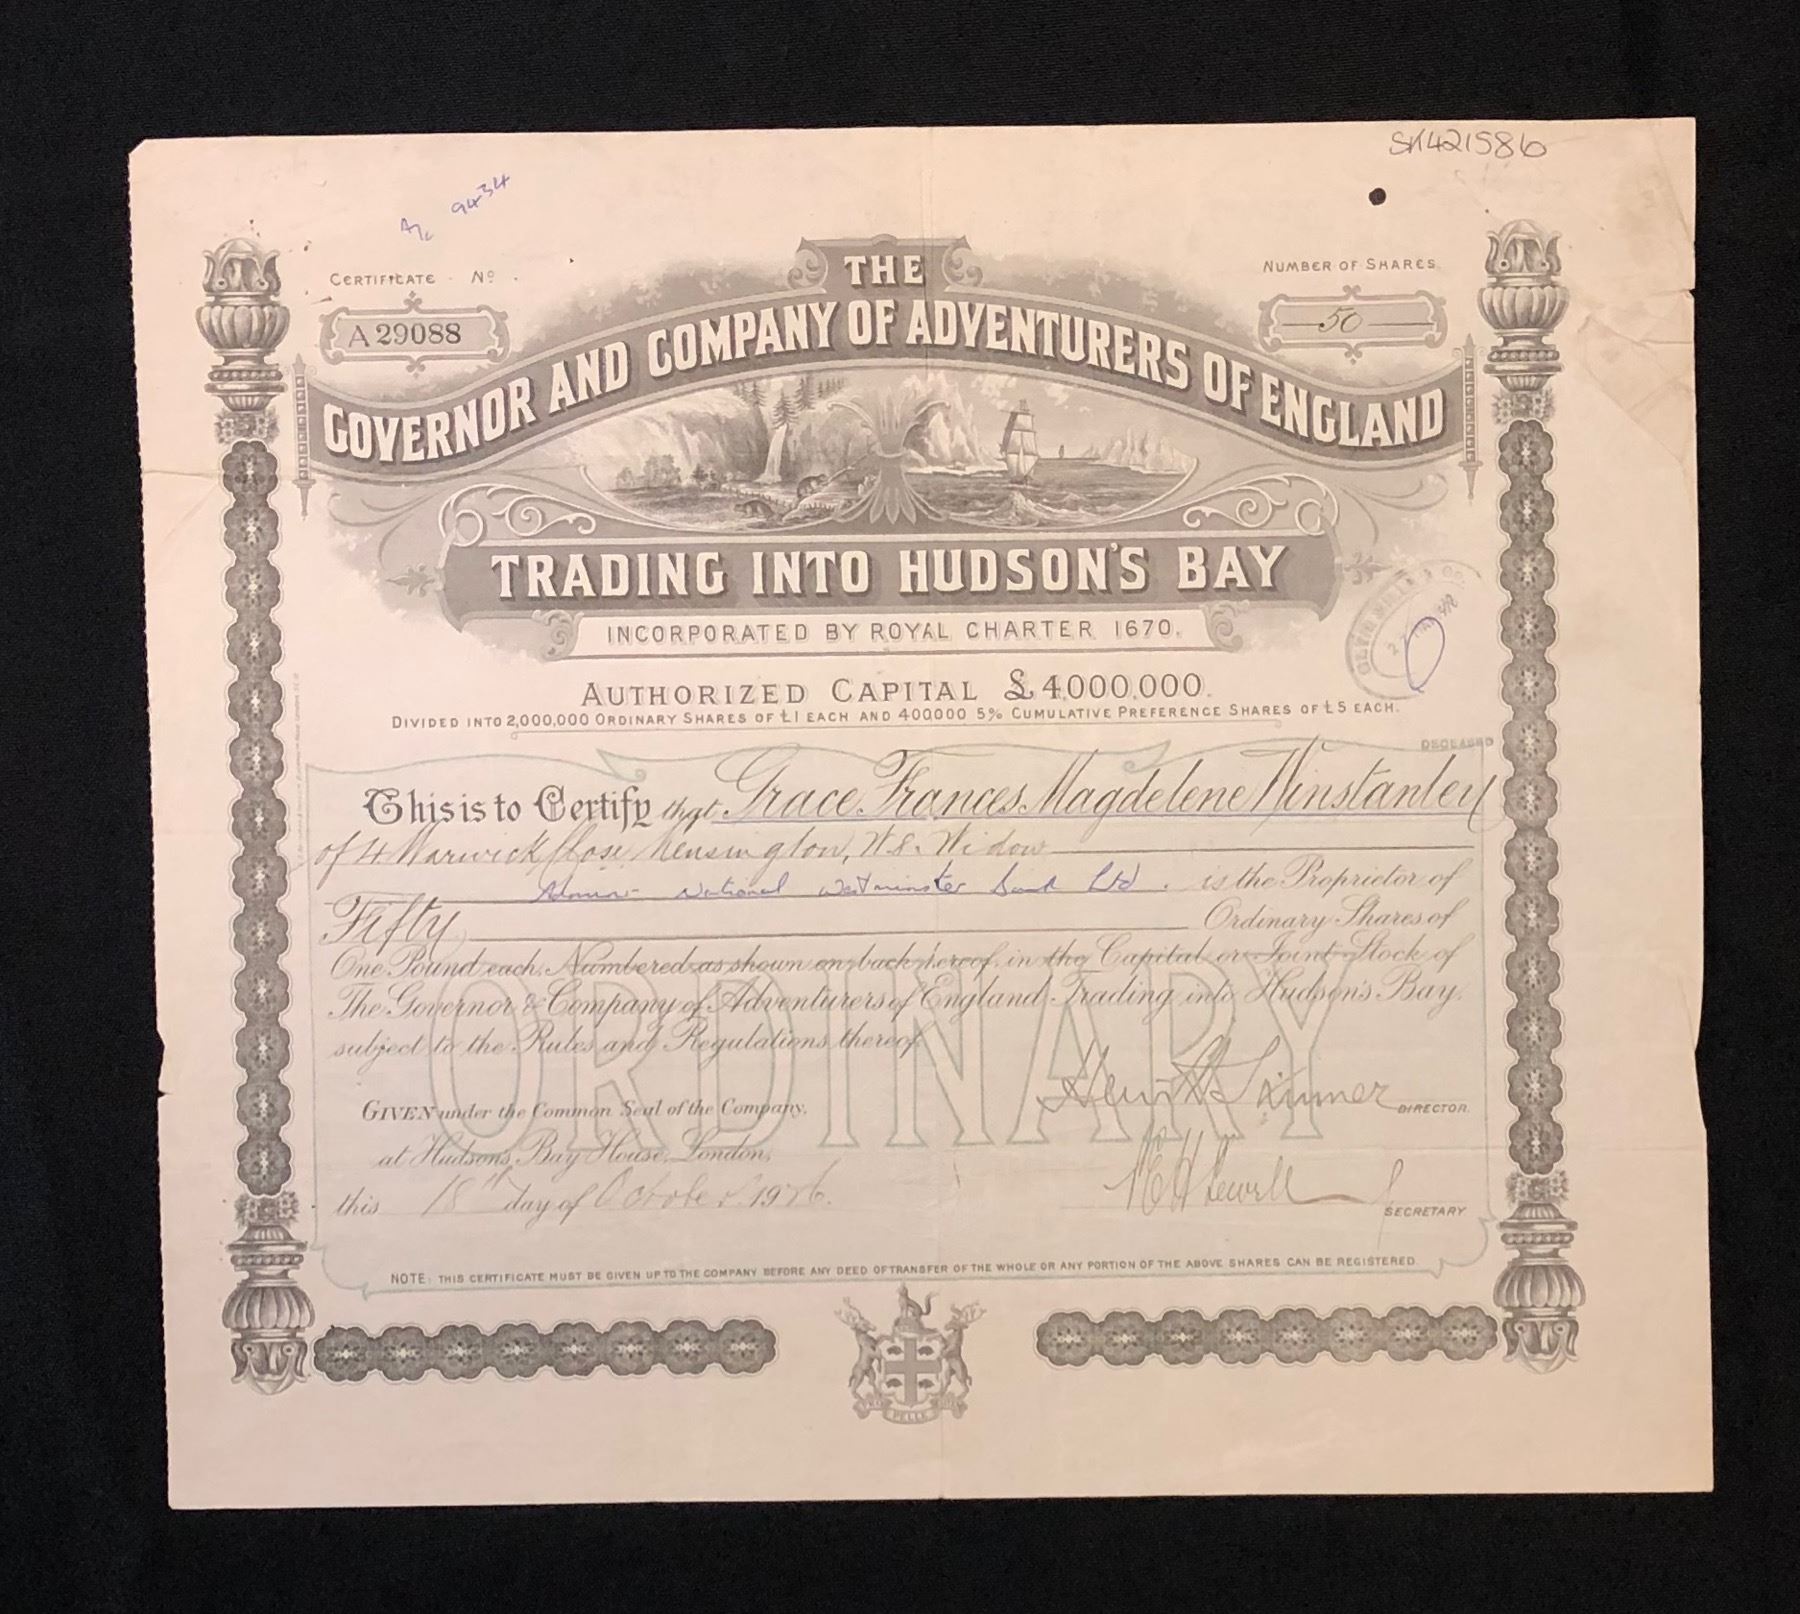 SK421586
A/c 9434
CERTIFICATE Nº.
A 29088
NUMBER OF SHARES
50
THE
GOVERNOR AND COMPANY OF ADVENTURERS OF ENGLAND
TRADING INTO HUDSON'S BAY
INCORPORATED BY ROYAL CHARTER 1670.
AUTHORIZED CAPITAL £4,000,000.
DIVIDED INTO 2,000,000 ORDINARY SHARES OF £1 EACH AND 400,000 5% CUMULATIVE PREFERENCE SHARES OF £5 EACH.
DECEASED
This is to Certify that Grace Frances Magdelene Winstanley
of 4 Warwick Close Kensington, W.8. Widow
National Westminster Bank Ltd. is the Proprietor of
Fifty Ordinary Shares of
One Pound each, Numbered as shown on back hereof, in the Capital or Joint Stock of
The Governor & Company of Adventurers of England Trading into Hudson's Bay,
subject to the Rules and Regulations thereof.
ORDINARY
GIVEN under the Common Seal of the Company,
DIRECTOR.
at Hudsons Bay House, London,
this 18th day of October 1926.
SECRETARY
NOTE: THIS CERTIFICATE MUST BE GIVEN UP TO THE COMPANY BEFORE ANY DEED OF TRANSFER OF THE WHOLE OR ANY PORTION OF THE ABOVE SHARES CAN BE REGISTERED.
PRO PELLE CUTEM